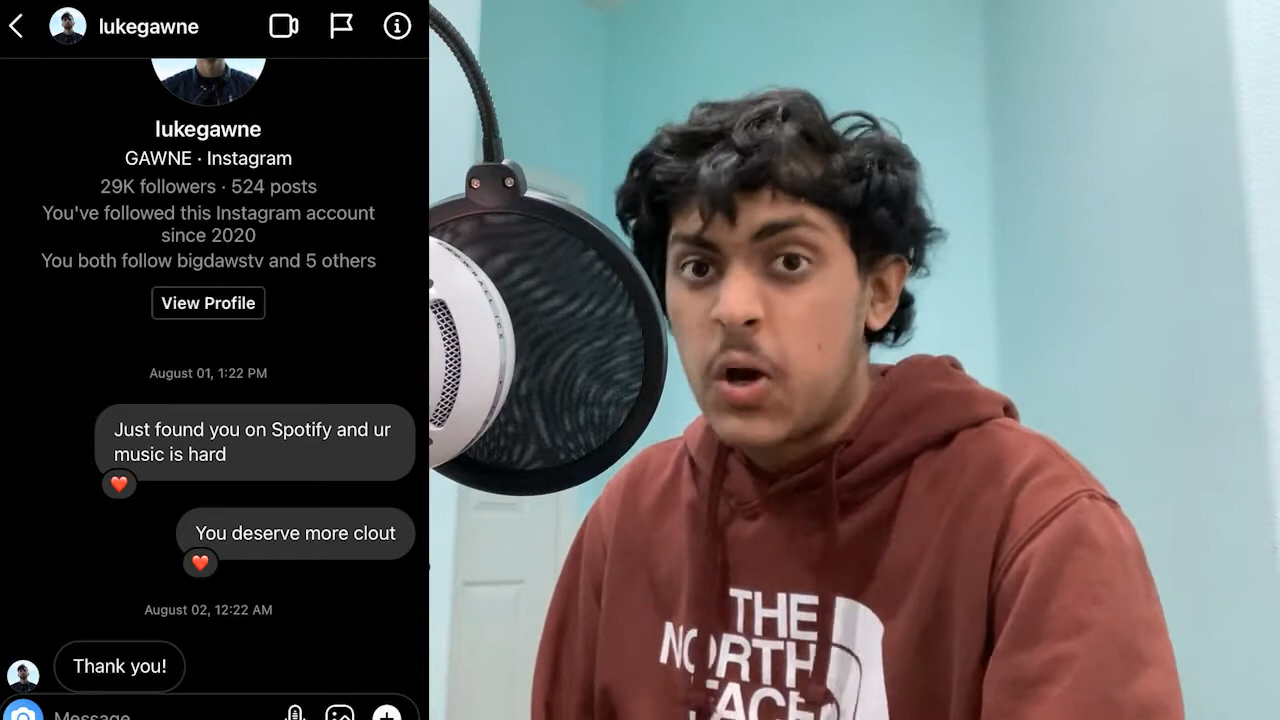 lukegawne
lukegawne
GAWNE · Instagram
29K followers · 524 posts
You've followed this Instagram account
since 2020
You both follow bigdawstv and 5 others
View Profile
August 01, 1:22 PM
Just found you on Spotify and ur
music is hard
You deserve more clout
August 02, 12:22 AM
Thank you!
Message
THE
NORTH
FACE